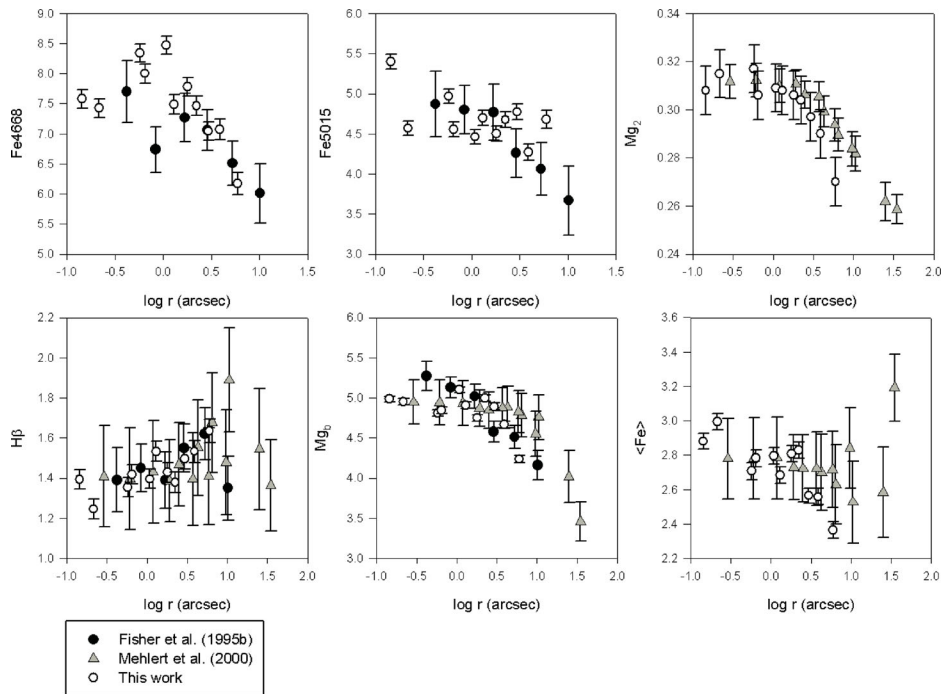 9.0
8.5
8.0
7.5
7.0
6.5
6.0
5.5
5.0
Fe4668
-1.0 -0.5 0.0 0.5 1.0 1.5
log r (arcsec)
6.0
5.5
5.0
4.5
4.0
3.5
3.0
Fe5015
-1.0 -0.5 0.0 0.5 1.0 1.5
log r (arcsec)
0.34
0.32
0.30
0.28
0.26
0.24
Mg2
-1.0 -0.5 0.0 0.5 1.0 1.5 2.0
log r (arcsec)
2.2
2.0
1.8
1.6
1.4
1.2
1.0
Hβ
-1.0 -0.5 0.0 0.5 1.0 1.5 2.0
log r (arcsec)
6.0
5.5
5.0
4.5
4.0
3.5
3.0
Mgb
-1.0 -0.5 0.0 0.5 1.0 1.5 2.0
log r (arcsec)
3.6
3.4
3.2
3.0
2.8
2.6
2.4
2.2
<Fe>
-1.0 -0.5 0.0 0.5 1.0 1.5 2.0
log r (arcsec)
Fisher et al. (1995b)
Mehlert et al. (2000)
This work